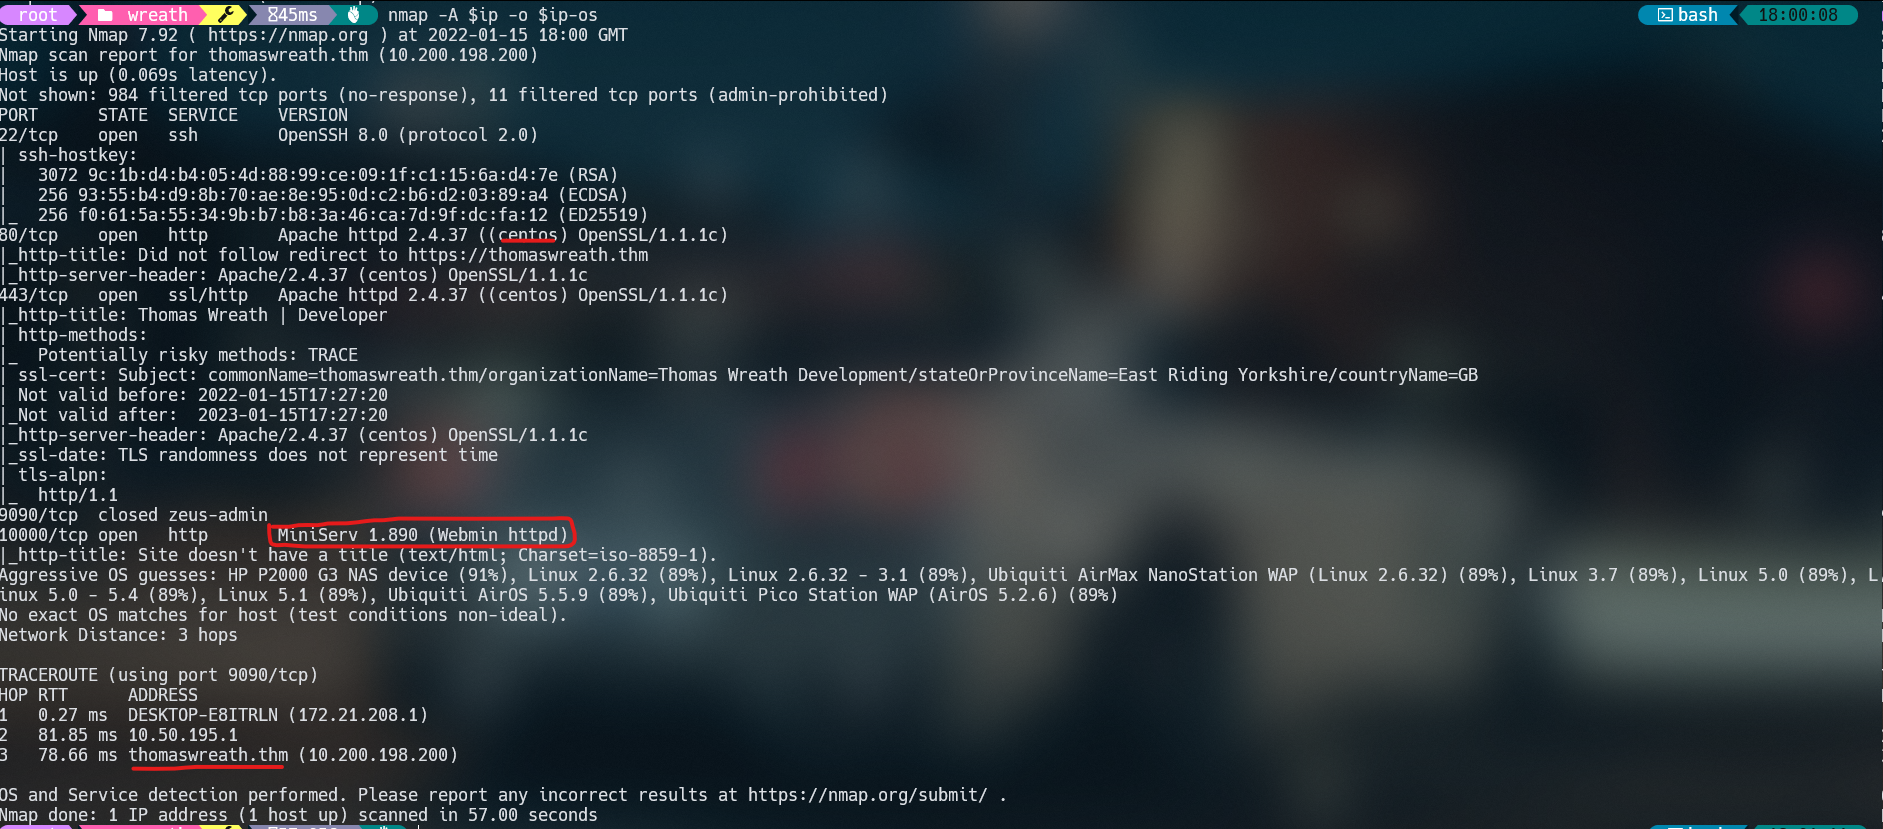 root wreath 45ms nmap -A $ip -o $ip-os bash 18:00:08
Starting Nmap 7.92 ( https://nmap.org ) at 2022-01-15 18:00 GMT
Nmap scan report for thomaswreath.thm (10.200.198.200)
Host is up (0.069s latency).
Not shown: 984 filtered tcp ports (no-response), 11 filtered tcp ports (admin-prohibited)
PORT      STATE  SERVICE    VERSION
22/tcp    open   ssh        OpenSSH 8.0 (protocol 2.0)
| ssh-hostkey:
|   3072 9c:1b:d4:b4:05:4d:88:99:ce:09:1f:c1:15:6a:d4:7e (RSA)
|   256 93:55:b4:d9:8b:70:ae:8e:95:0d:c2:b6:d2:03:89:a4 (ECDSA)
|_  256 f0:61:5a:55:34:9b:b7:b8:3a:46:ca:7d:9f:dc:fa:12 (ED25519)
80/tcp    open   http       Apache httpd 2.4.37 ((centos) OpenSSL/1.1.1c)
|_http-title: Did not follow redirect to https://thomaswreath.thm
|_http-server-header: Apache/2.4.37 (centos) OpenSSL/1.1.1c
443/tcp   open   ssl/http   Apache httpd 2.4.37 ((centos) OpenSSL/1.1.1c)
|_http-title: Thomas Wreath | Developer
| http-methods:
|_  Potentially risky methods: TRACE
| ssl-cert: Subject: commonName=thomaswreath.thm/organizationName=Thomas Wreath Development/stateOrProvinceName=East Riding Yorkshire/countryName=GB
| Not valid before: 2022-01-15T17:27:20
|_Not valid after:  2023-01-15T17:27:20
|_http-server-header: Apache/2.4.37 (centos) OpenSSL/1.1.1c
|_ssl-date: TLS randomness does not represent time
| tls-alpn:
|_  http/1.1
9090/tcp  closed zeus-admin
10000/tcp open   http       MiniServ 1.890 (Webmin httpd)
|_http-title: Site doesn't have a title (text/html; Charset=iso-8859-1).
Aggressive OS guesses: HP P2000 G3 NAS device (91%), Linux 2.6.32 (89%), Linux 2.6.32 - 3.1 (89%), Ubiquiti AirMax NanoStation WAP (Linux 2.6.32) (89%), Linux 3.7 (89%), Linux 5.0 (89%), L
inux 5.0 - 5.4 (89%), Linux 5.1 (89%), Ubiquiti AirOS 5.5.9 (89%), Ubiquiti Pico Station WAP (AirOS 5.2.6) (89%)
No exact OS matches for host (test conditions non-ideal).
Network Distance: 3 hops
TRACEROUTE (using port 9090/tcp)
HOP RTT      ADDRESS
1   0.27 ms  DESKTOP-E8ITRLN (172.21.208.1)
2   81.85 ms 10.50.195.1
3   78.66 ms thomaswreath.thm (10.200.198.200)
OS and Service detection performed. Please report any incorrect results at https://nmap.org/submit/ .
Nmap done: 1 IP address (1 host up) scanned in 57.00 seconds